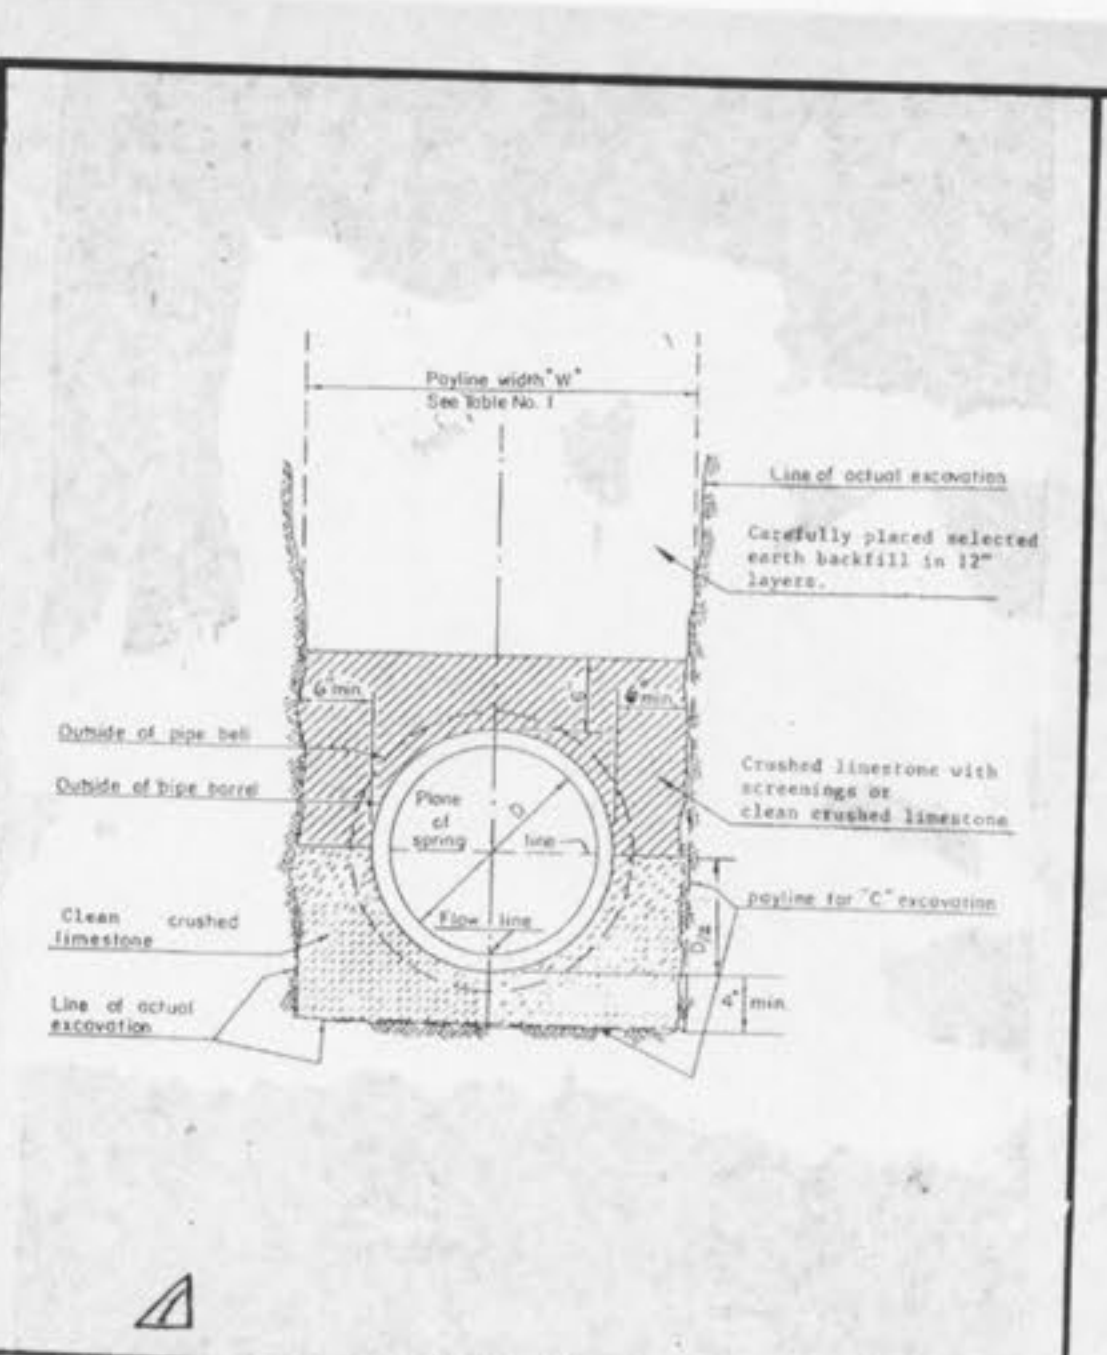 Payline width "W"
See Table No. 1
Line of actual excavation
Carefully placed selected
earth backfill in 12"
layers.
6" min.
6"
6" min.
Outside of pipe bell
Outside of pipe barrel
Crushed limestone with
screenings or
clean crushed limestone
Plane
of
spring
line
D
Flow line
payline for "C" excavation
Clean crushed
limestone
D/2
4" min.
Line of actual
excavation